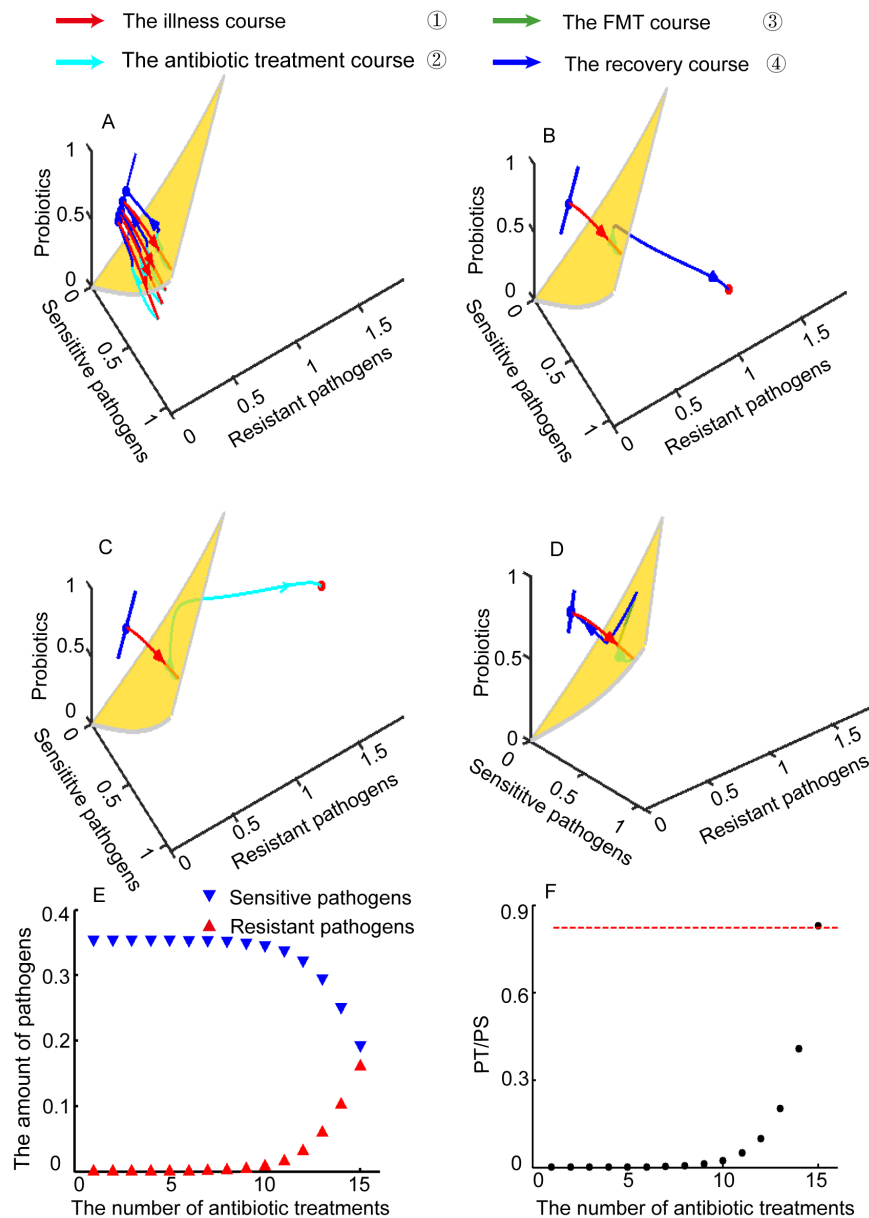 The illness course ①
The FMT course ③
The antibiotic treatment course ②
The recovery course ④
A
1
0.5
0
Probiotics
0
0.5
1
Sensitive pathogens
0
0.5
1
1.5
Resistant pathogens
B
1
0.5
0
Probiotics
0
0.5
1
Sensitive pathogens
0
0.5
1
1.5
Resistant pathogens
C
1
0.5
0
Probiotics
0
0.5
1
Sensitive pathogens
0
0.5
1
1.5
Resistant pathogens
D
1
0.5
0
Probiotics
0
0.5
1
Sensitive pathogens
0
0.5
1
1.5
Resistant pathogens
E
Sensitive pathogens
Resistant pathogens
0.4
0.3
0.2
0.1
0
The amount of pathogens
0 5 10 15
The number of antibiotic treatments
F
0.9
0.6
0.3
0
PT/PS
0 5 10 15
The number of antibiotic treatments